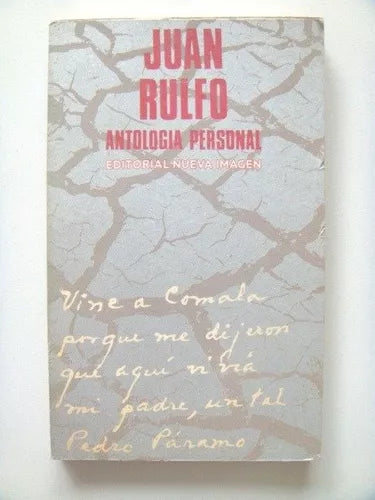 JUAN
RULFO
ANTOLOGIA PERSONAL
EDITORIAL NUEVA IMAGEN
Vine a Comala
porque me dijeron
que aquí vivía
mi padre, un tal
Pedro Páramo